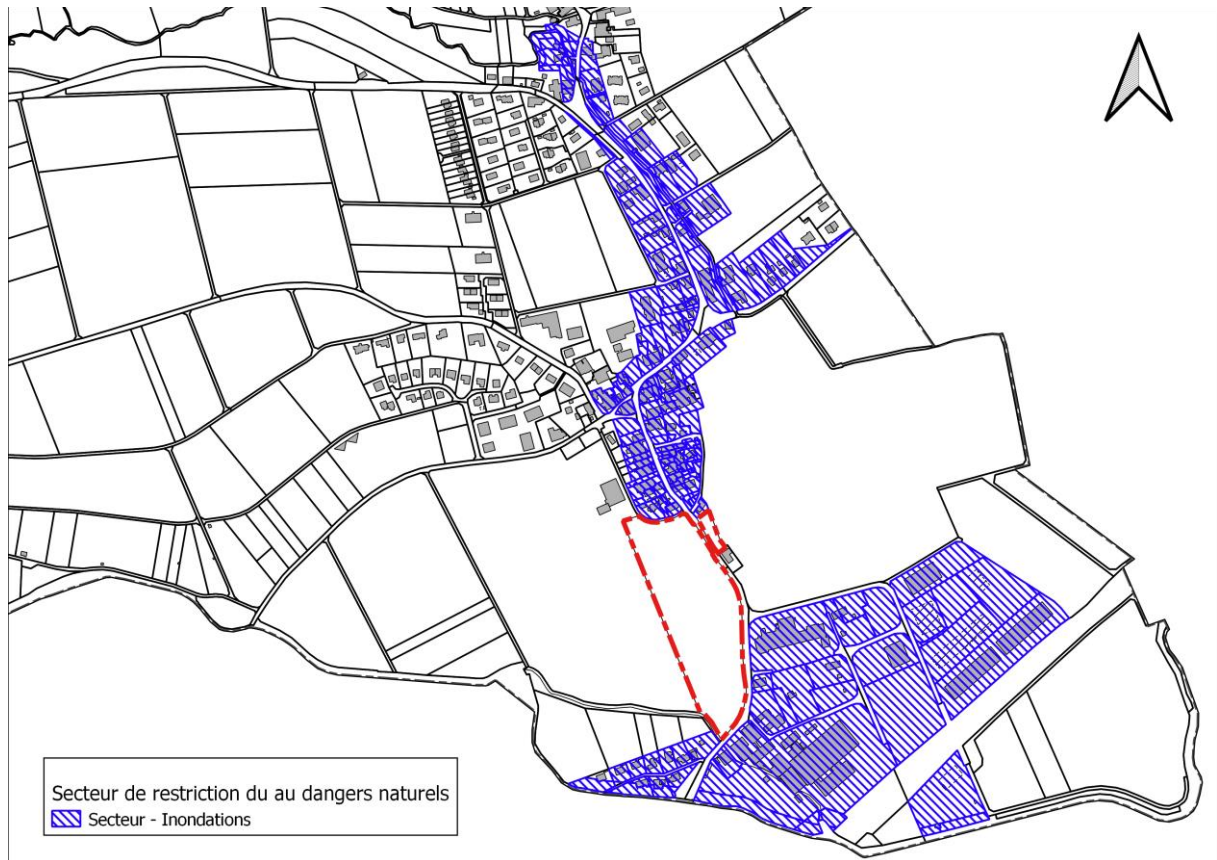 Secteur de restriction du au dangers naturels
Secteur - Inondations